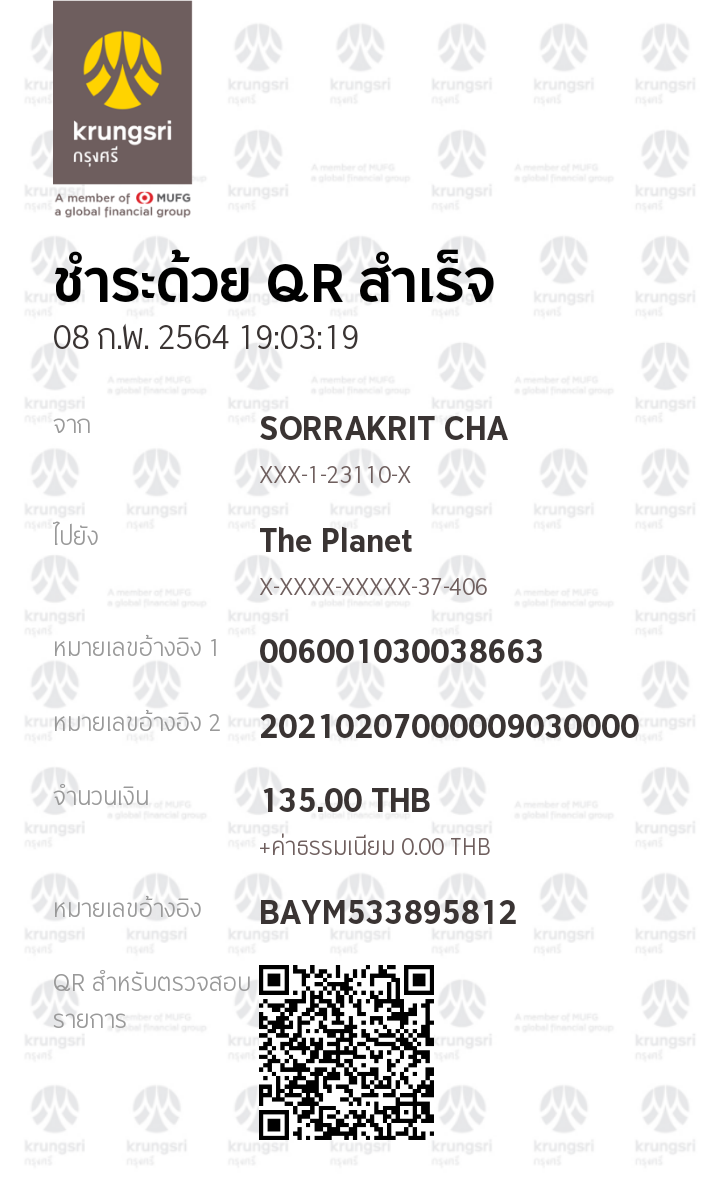 krungsri
กรุงศรี
A member of MUFG
a global financial group
ชำระด้วย QR สำเร็จ
08 ก.พ. 2564 19:03:19
จาก
SORRAKRIT CHA
XXX-1-23110-X
ไปยัง
The Planet
X-XXXX-XXXXX-37-406
หมายเลขอ้างอิง 1
006001030038663
หมายเลขอ้างอิง 2
20210207000009030000
จำนวนเงิน
135.00 THB
+ค่าธรรมเนียม 0.00 THB
หมายเลขอ้างอิง
BAYM533895812
QR สำหรับตรวจสอบ
รายการ